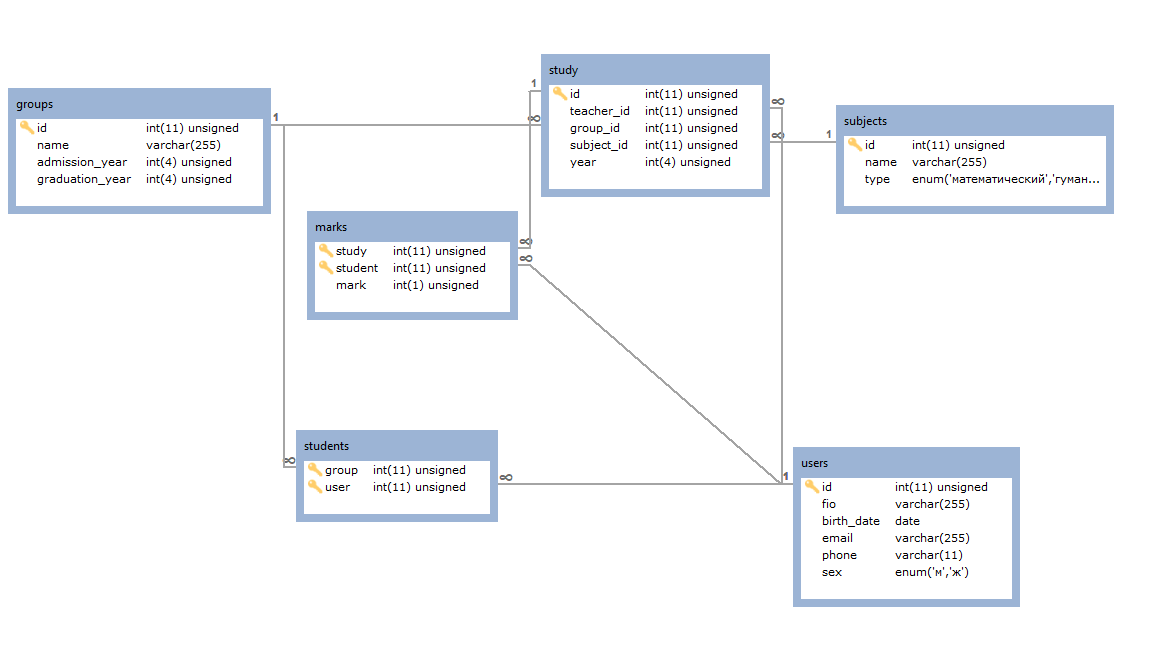 groups
id int(11) unsigned
name varchar(255)
admission_year int(4) unsigned
graduation_year int(4) unsigned
1
∞
study
id int(11) unsigned
teacher_id int(11) unsigned
group_id int(11) unsigned
subject_id int(11) unsigned
year int(4) unsigned
1
∞
∞
∞
1
subjects
id int(11) unsigned
name varchar(255)
type enum('математический','гуман...
marks
study int(11) unsigned
student int(11) unsigned
mark int(1) unsigned
∞
∞
students
group int(11) unsigned
user int(11) unsigned
∞
1
users
id int(11) unsigned
fio varchar(255)
birth_date date
email varchar(255)
phone varchar(11)
sex enum('м','ж')